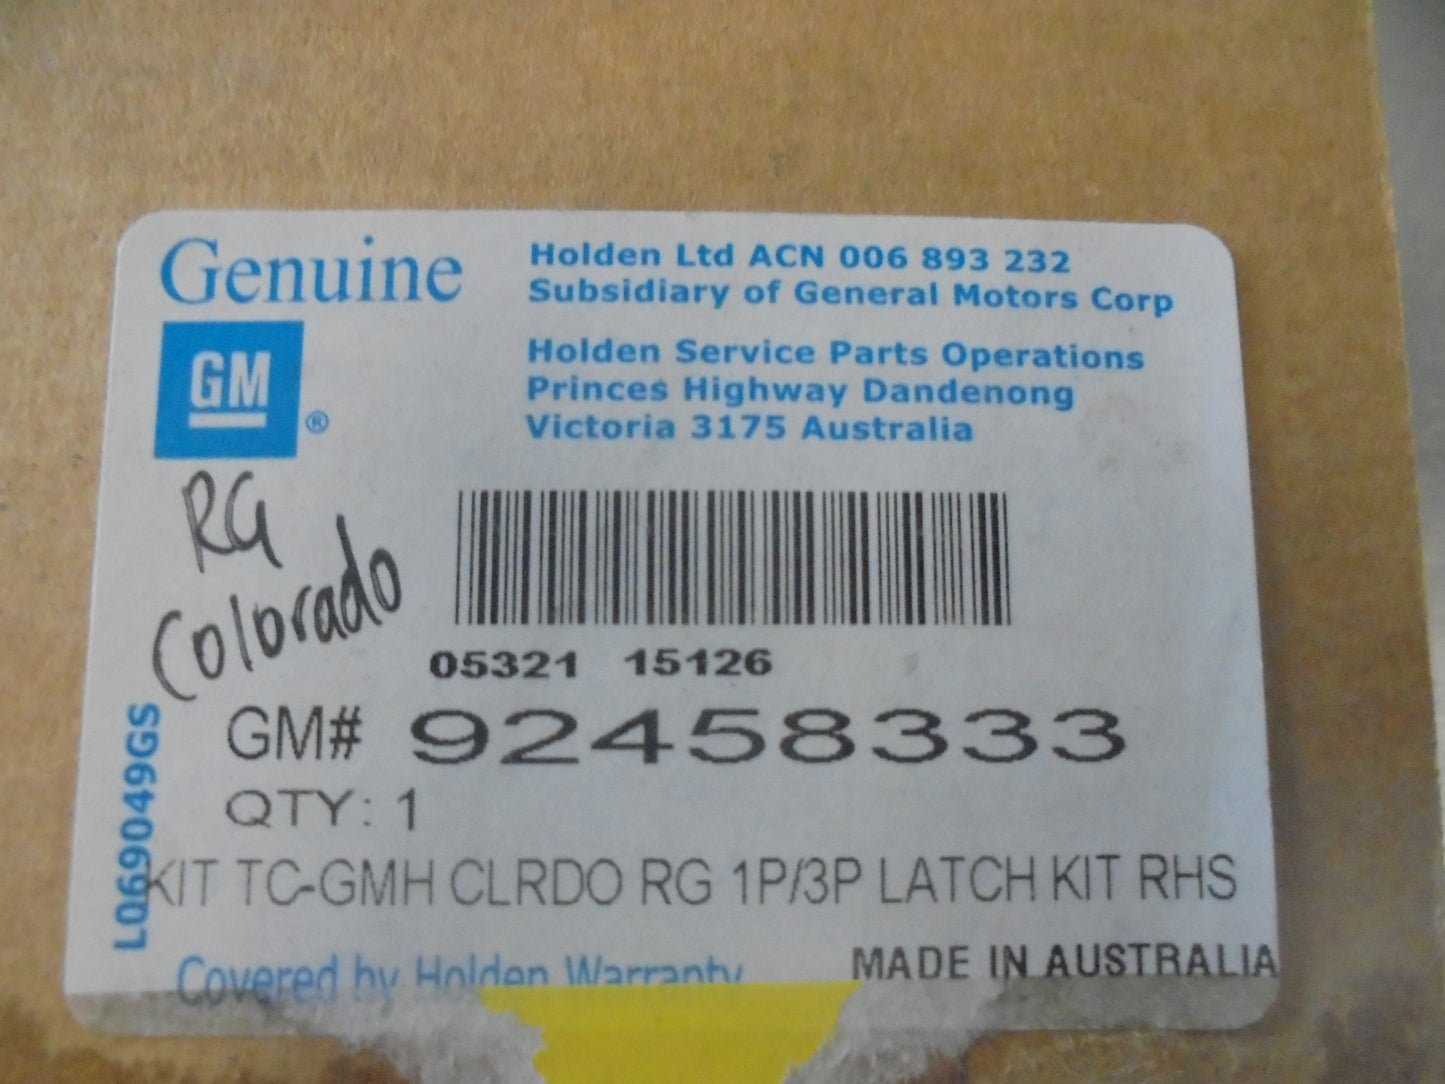 Genuine
GM
®
Holden Ltd ACN 006 893 232
Subsidiary of General Motors Corp
Holden Service Parts Operations
Princes Highway Dandenong
Victoria 3175 Australia
RG
Colorado
05321 15126
GM# 92458333
QTY: 1
KIT TC-GMH CLRDO RG 1P/3P LATCH KIT RHS
L069049GS
Covered by Holden Warranty
MADE IN AUSTRALIA